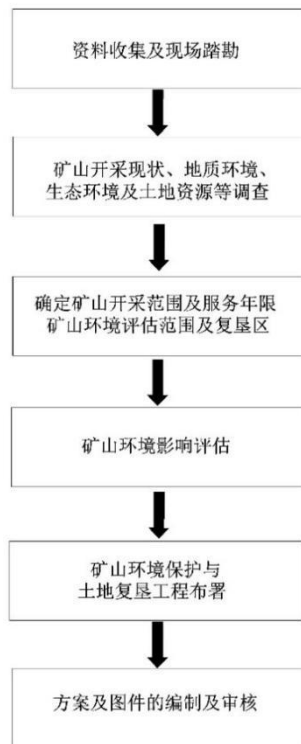 资料收集及现场踏勘
矿山开采现状、地质环境、
生态环境及土地资源等调查
确定矿山开采范围及服务年限
矿山环境评估范围及复垦区
矿山环境影响评估
矿山环境保护与
土地复垦工程布署
方案及图件的编制及审核